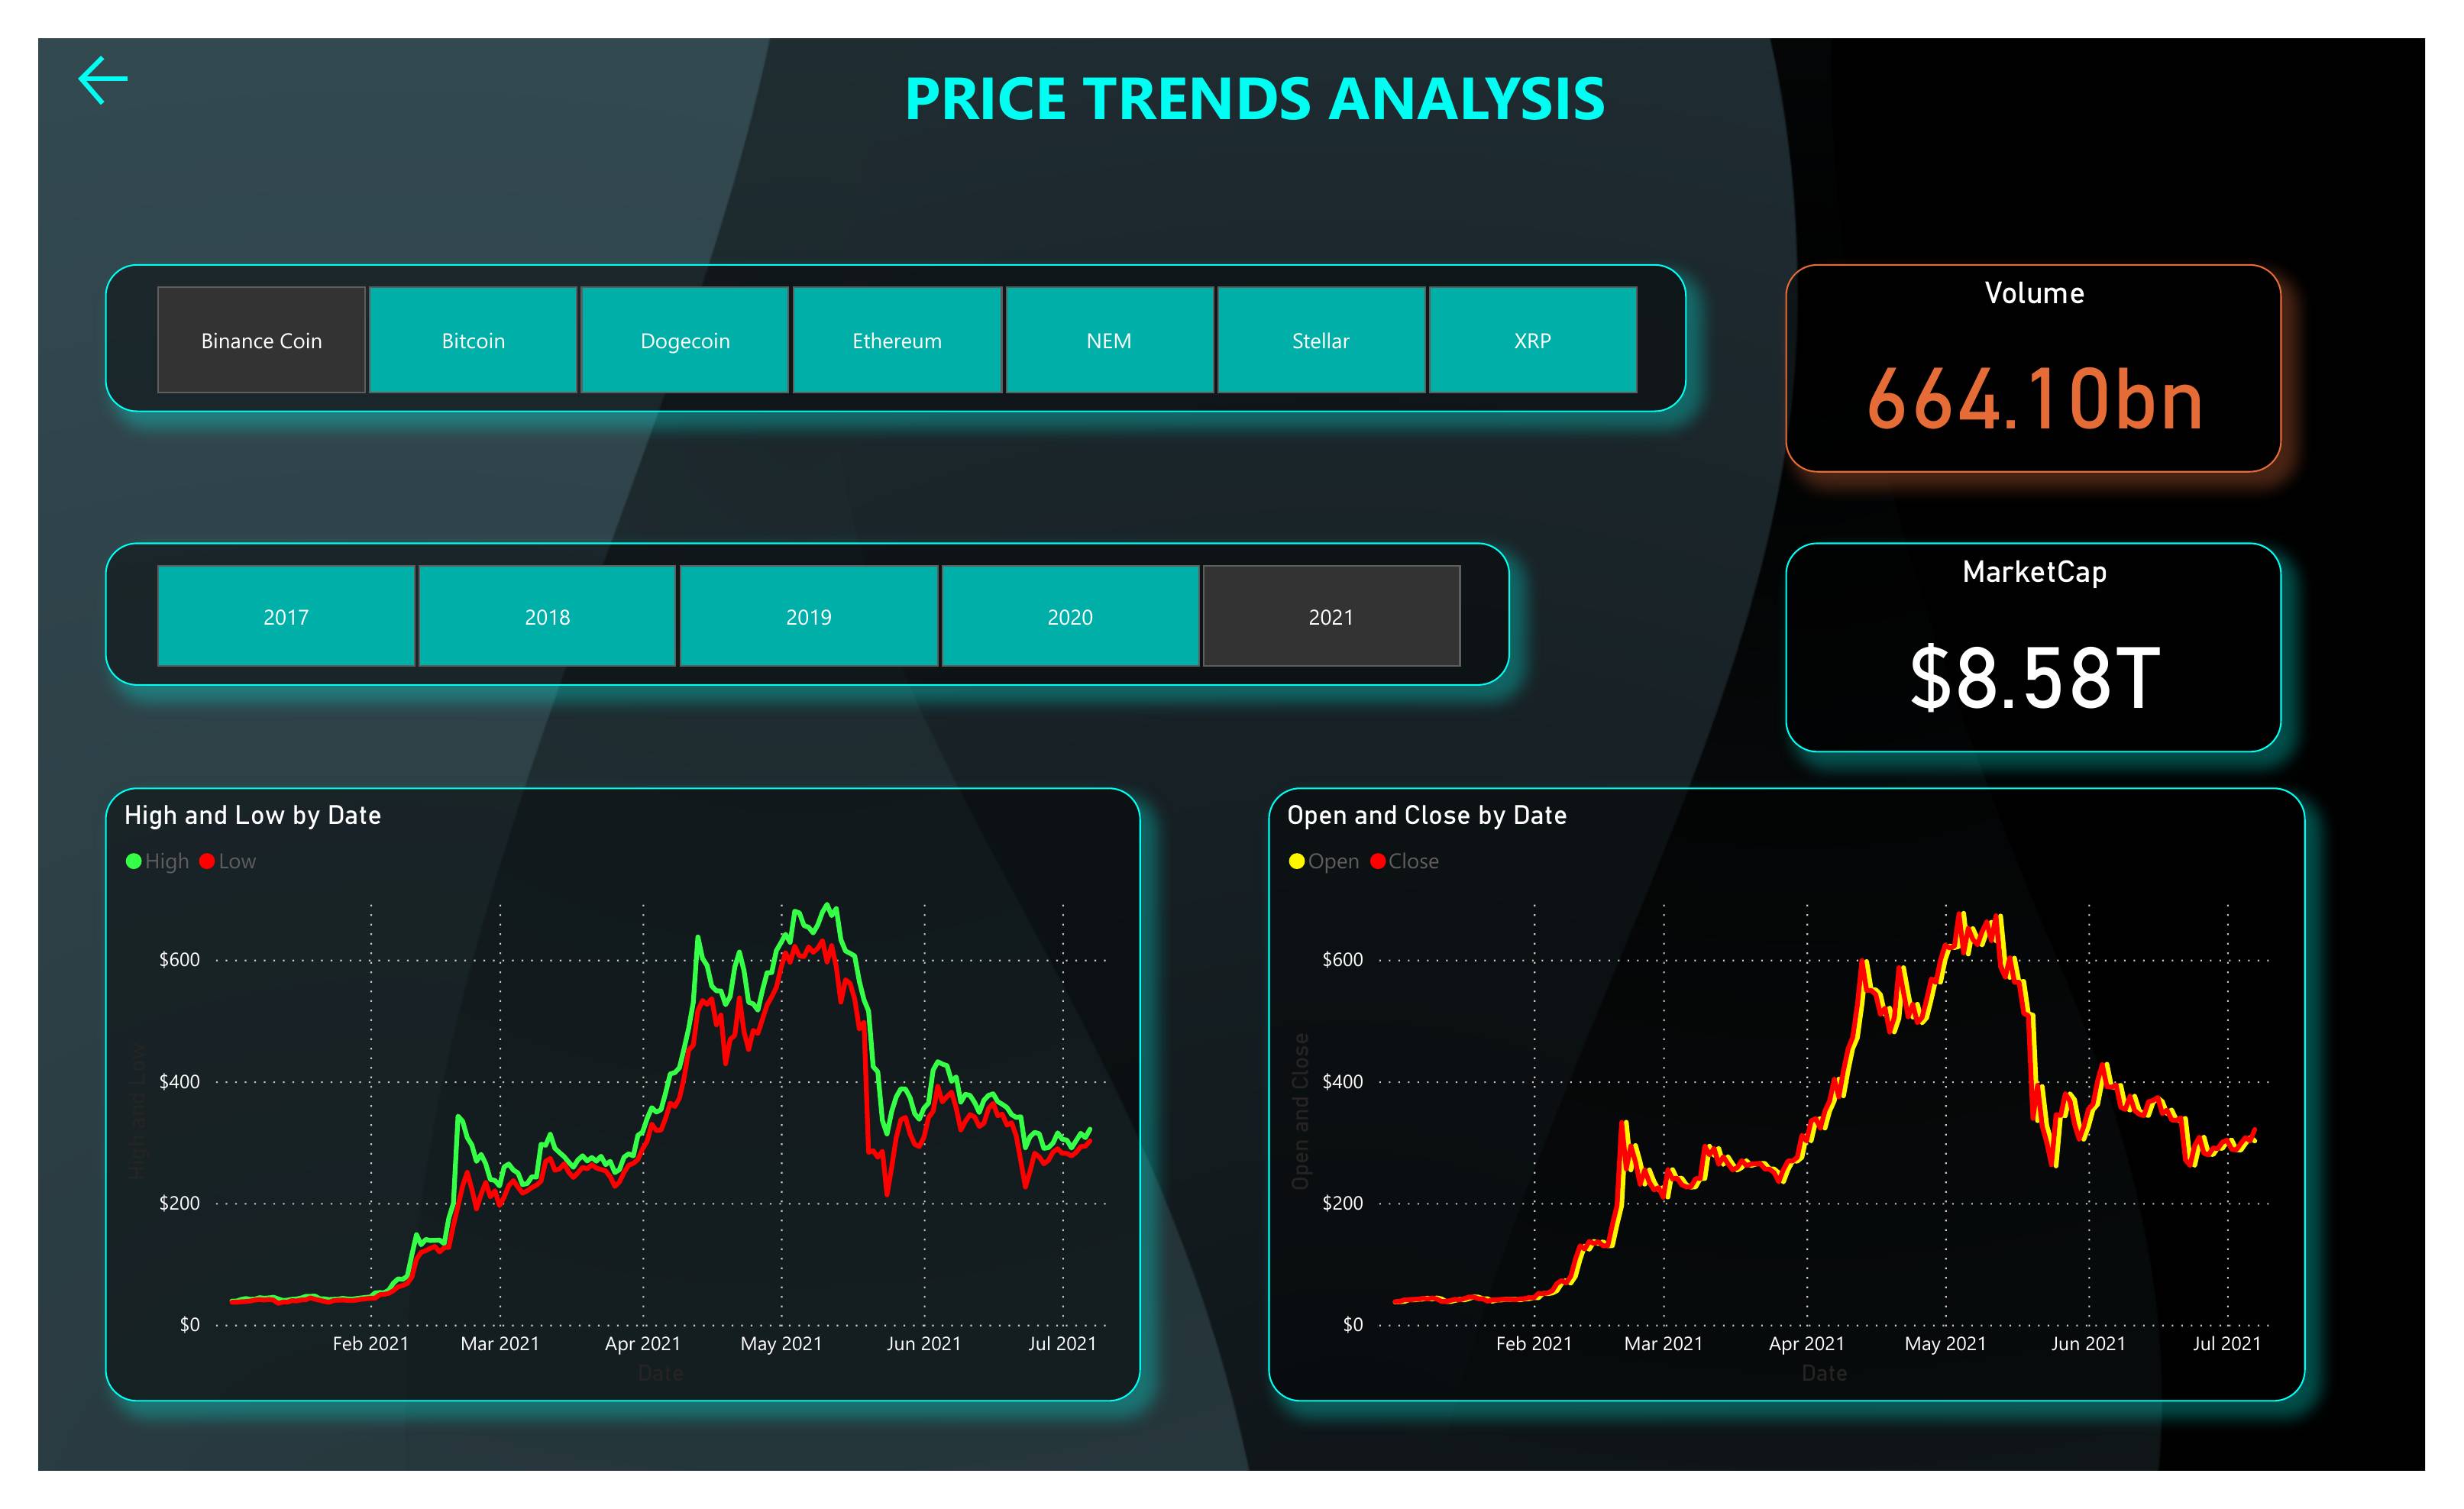 PRICE TRENDS ANALYSIS
Binance Coin Bitcoin Dogecoin Ethereum NEM Stellar XRP
Volume
664.10bn
2017 2018 2019 2020 2021
MarketCap
$8.58T
High and Low by Date
High Low
High and Low
$600
$400
$200
$0
Feb 2021 Mar 2021 Apr 2021 May 2021 Jun 2021 Jul 2021
Date
Open and Close by Date
Open Close
Open and Close
$600
$400
$200
$0
Feb 2021 Mar 2021 Apr 2021 May 2021 Jun 2021 Jul 2021
Date